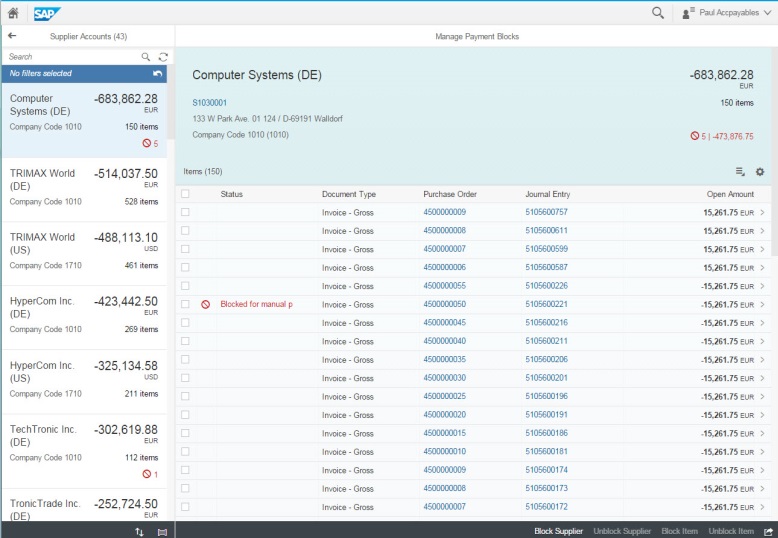 SAP
Paul Accpayables
Supplier Accounts (43)
Manage Payment Blocks
Search
No filters selected
Computer Systems (DE)
-683,862.28
EUR
Company Code 1010
150 items
5
TRIMAX World (DE)
-514,037.50
EUR
Company Code 1010
528 items
TRIMAX World (US)
-488,113.10
USD
Company Code 1710
461 items
HyperCom Inc. (DE)
-423,442.50
EUR
Company Code 1010
269 items
HyperCom Inc. (US)
-325,134.58
USD
Company Code 1710
211 items
TechTronic Inc. (DE)
-302,619.88
EUR
Company Code 1010
112 items
1
TronicTrade Inc. (DE)
-252,724.50
EUR
Computer Systems (DE)
-683,862.28
EUR
S1030001
150 items
133 W Park Ave. 01 124 / D-69191 Walldorf
Company Code 1010 (1010)
5 | -473,876.75
Items (150)
Status Document Type Purchase Order Journal Entry Open Amount
Invoice - Gross 4500000009 5105600757 15,261.75 EUR
Invoice - Gross 4500000008 5105600611 -15,261.75 EUR
Invoice - Gross 4500000007 5105600599 -15,261.75 EUR
Invoice - Gross 4500000006 5105600587 -15,261.75 EUR
Invoice - Gross 4500000055 5105600226 -15,261.75 EUR
Blocked for manual p Invoice - Gross 4500000050 5105600221 -15,261.75 EUR
Invoice - Gross 4500000045 5105600216 -15,261.75 EUR
Invoice - Gross 4500000040 5105600211 -15,261.75 EUR
Invoice - Gross 4500000035 5105600206 -15,261.75 EUR
Invoice - Gross 4500000030 5105600201 -15,261.75 EUR
Invoice - Gross 4500000025 5105600196 -15,261.75 EUR
Invoice - Gross 4500000020 5105600191 -15,261.75 EUR
Invoice - Gross 4500000015 5105600186 -15,261.75 EUR
Invoice - Gross 4500000010 5105600181 -15,261.75 EUR
Invoice - Gross 4500000009 5105600174 -15,261.75 EUR
Invoice - Gross 4500000008 5105600173 -15,261.75 EUR
Invoice - Gross 4500000007 5105600172 -15,261.75 EUR
Block Supplier Unblock Supplier Block Item Unblock Item